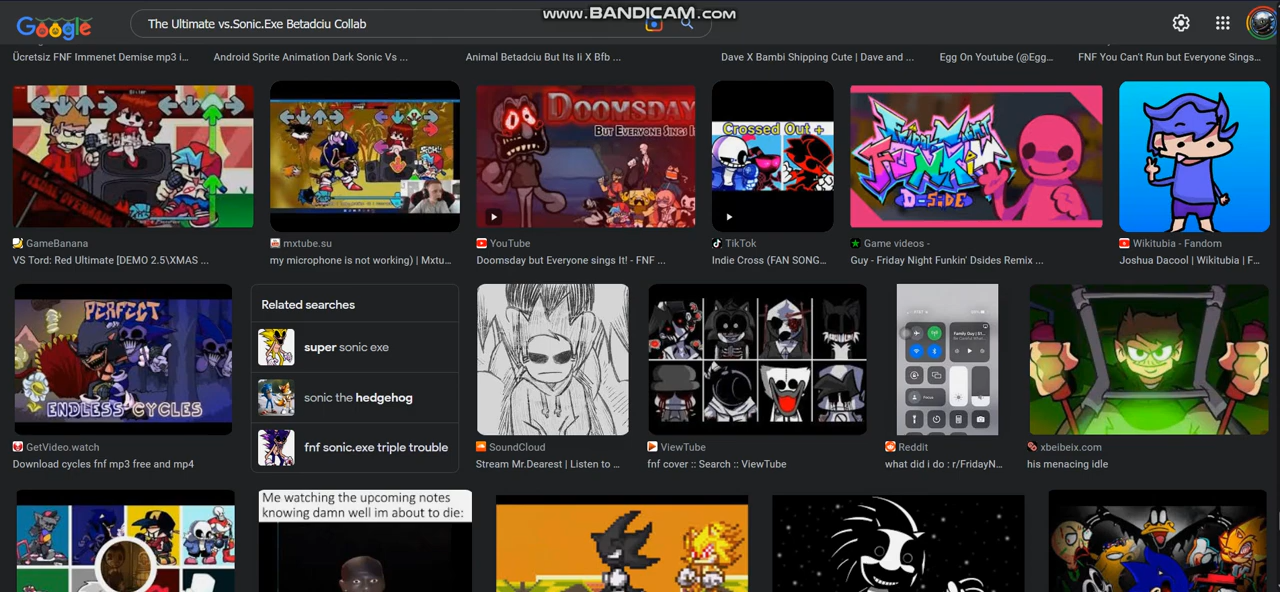 www.BANDICAM.com
Google
The Ultimate vs.Sonic.Exe Betadciu Collab
Ücretsiz FNF Immenet Demise mp3 i...
Android Sprite Animation Dark Sonic Vs ...
Animal Betadciu But Its Ii X Bfb ...
Dave X Bambi Shipping Cute | Dave and ...
Egg On Youtube (@Egg...
FNF You Can't Run but Everyone Sings...
DOOMSDAY
BUT EVERYONE SINGS IT
Crossed Out +
FRIDAY NIGHT
FUNKIN
D-SIDE
GameBanana
VS Tord: Red Ultimate [DEMO 2.5\XMAS ...
mxtube.su
my microphone is not working) | Mxtu...
YouTube
Doomsday but Everyone sings It! - FNF ...
TikTok
Indie Cross (FAN SONG...
Game videos -
Guy - Friday Night Funkin' Dsides Remix ...
Wikitubia - Fandom
Joshua Dacool | Wikitubia | F...
PERFECT
ENDLESS CYCLES
Related searches
super sonic exe
sonic the hedgehog
fnf sonic.exe triple trouble
GetVideo.watch
Download cycles fnf mp3 free and mp4
SoundCloud
Stream Mr.Dearest | Listen to ...
ViewTube
fnf cover :: Search :: ViewTube
Reddit
what did i do : r/FridayN...
xbeibeix.com
his menacing idle
Me watching the upcoming notes
knowing damn well im about to die: